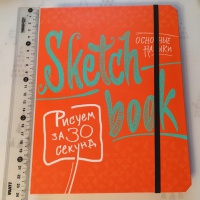 Sketch-
book
ОСНОВНЫЕ
НАВЫКИ
Рисуем
за 30
секунд